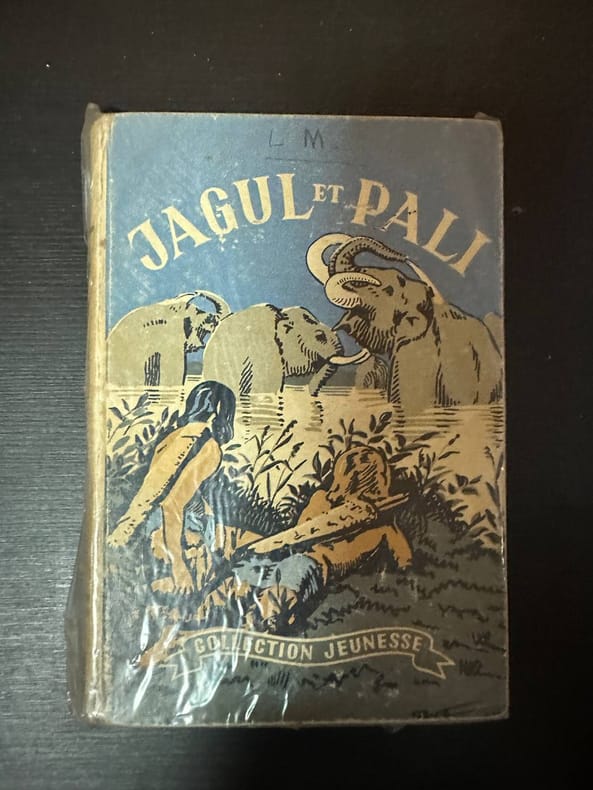 L M.
JAGUL ET PALI
COLLECTION JEUNESSE